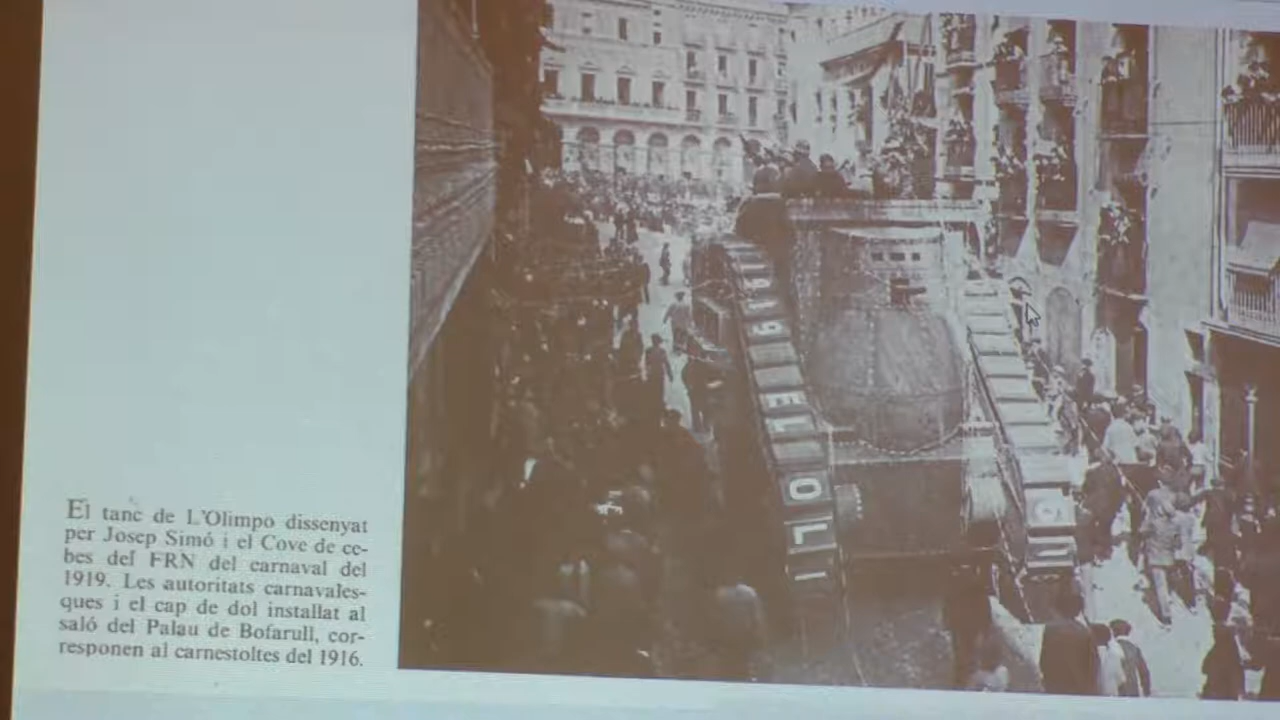 El tanc de L'Olimpo dissenyat
per Josep Simó i el Cove de ce-
bes del FRN del carnaval del
1919. Les autoritats carnavales-
ques i el cap de dol instal·lat al
saló del Palau de Bofarull, cor-
responen al carnestoltes del 1916.